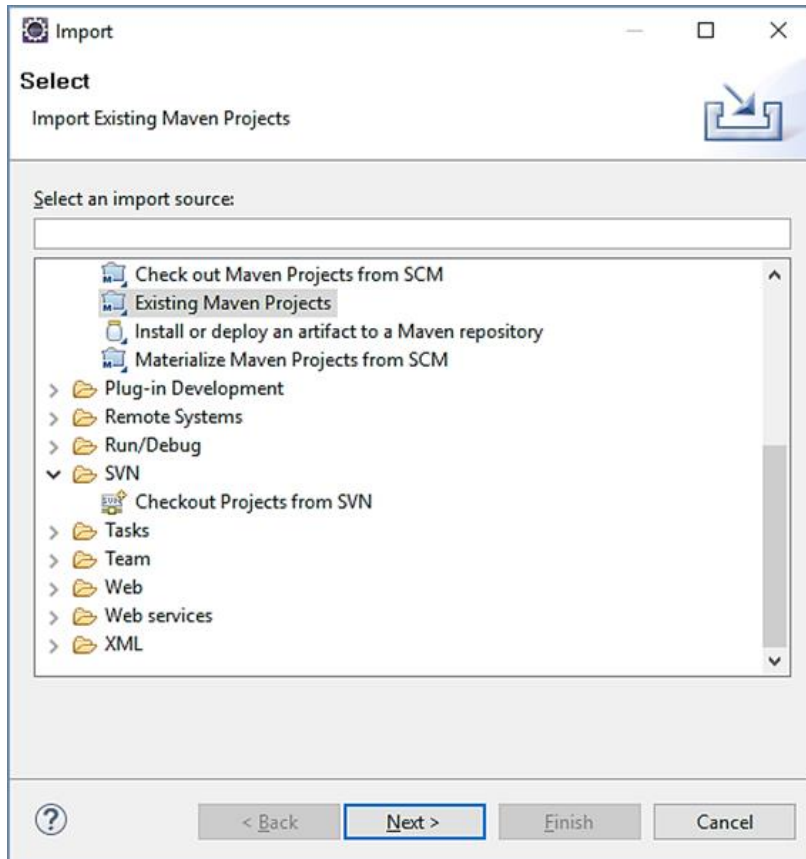 Import
Select
Import Existing Maven Projects
Select an import source:
Check out Maven Projects from SCM
Existing Maven Projects
Install or deploy an artifact to a Maven repository
Materialize Maven Projects from SCM
Plug-in Development
Remote Systems
Run/Debug
SVN
Checkout Projects from SVN
Tasks
Team
Web
Web services
XML
? < Back Next > Finish Cancel